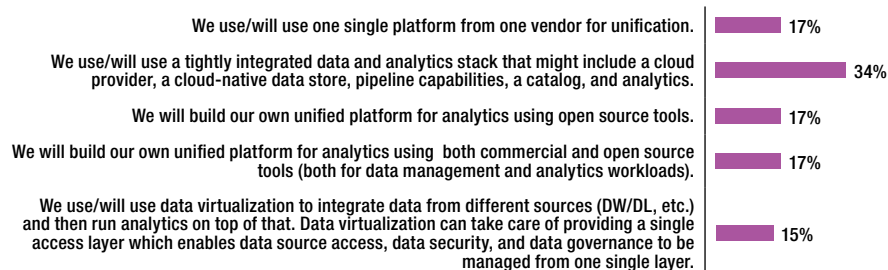 We use/will use one single platform from one vendor for unification.
17%
We use/will use a tightly integrated data and analytics stack that might include a cloud
provider, a cloud-native data store, pipeline capabilities, a catalog, and analytics.
34%
We will build our own unified platform for analytics using open source tools.
17%
We will build our own unified platform for analytics using both commercial and open source
tools (both for data management and analytics workloads).
17%
We use/will use data virtualization to integrate data from different sources (DW/DL, etc.)
and then run analytics on top of that. Data virtualization can take care of providing a single
access layer which enables data source access, data security, and data governance to be
managed from one single layer.
15%